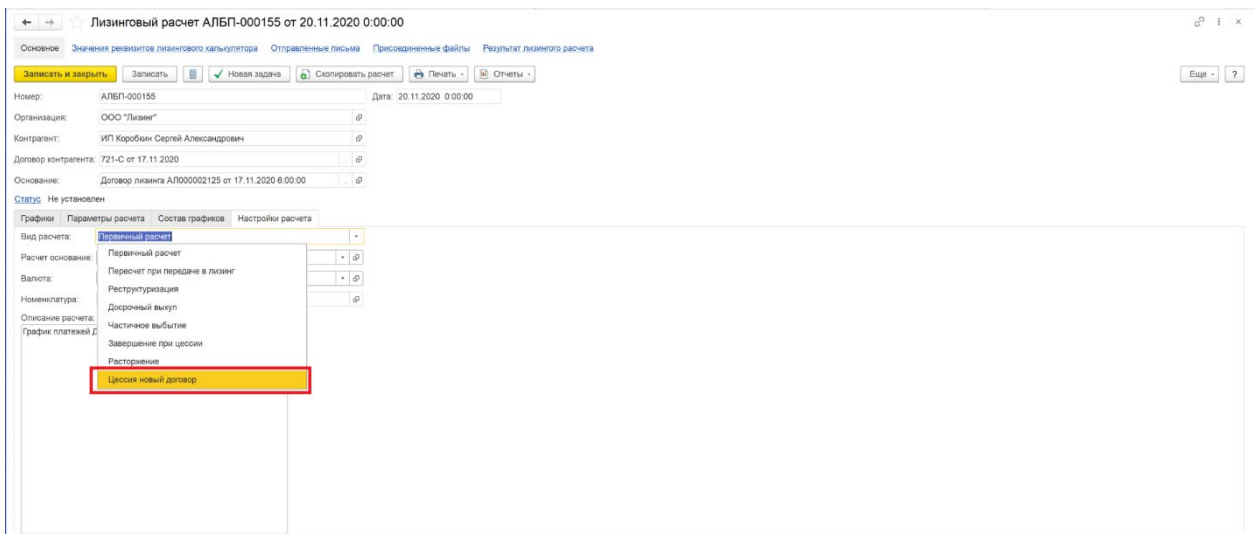 Лизинговый расчет АЛБП-000155 от 20.11.2020 0:00:00
Основное Значения реквизитов лизингового калькулятора Отправленные письма Присоединенные файлы Результат лизингого расчета
Записать и закрыть Записать Новая задача Скопировать расчет Печать Отчеты Еще ?
Номер: АЛБП-000155 Дата: 20.11.2020 0:00:00
Организация: ООО "Лизинг"
Контрагент: ИП Коробкин Сергей Александрович
Договор контрагента: 721-С от 17.11.2020
Основание: Договор лизинга АЛ000002125 от 17.11.2020 6:00:00
Статус Не установлен
Графики Параметры расчета Состав графиков Настройки расчета
Вид расчета: Первичный расчет
Расчет основание:
Валюта:
Номенклатура:
Описание расчета:
График платежей Д
Первичный расчет
Пересчет при передаче в лизинг
Реструктуризация
Досрочный выкуп
Частичное выбытие
Завершение при цессии
Расторжение
Цессия новый договор